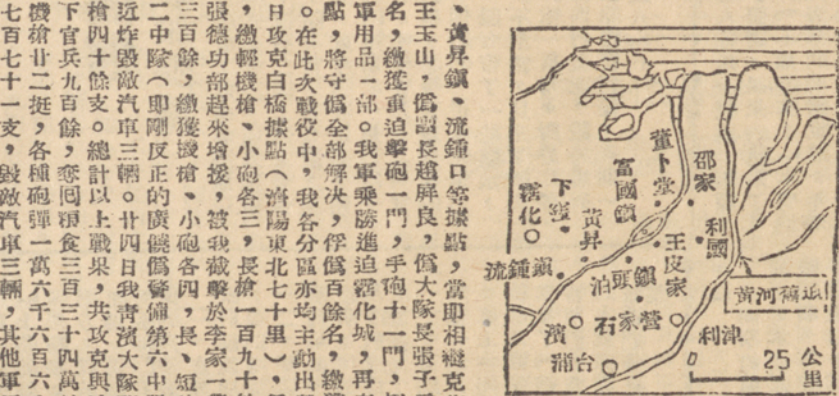 、黃昇鎮、流鍾口等據點，當即相繼克
王玉山，偽團長趙屏良，偽大隊長張子
名，繳獲重迫擊砲一門，手砲十一門，
軍用品一部。我軍乘勝進迫霑化城，再
點，將守偽全部解决，俘偽百餘名，繳
。在此次戰役中，我各分區亦均主動出
日攻克白橋據點（濟陽東北七十里），
，繳輕機槍、小砲各三，長槍一百九十
張德功部趕來增援，被我截擊於李家一
三百餘，繳獲機槍、小砲各四，長、短
二中隊（即剛反正的廣饒偽警備第六中
近炸毀敵汽車三輛。廿四日我青濱大隊
槍四十餘支。總計以上戰果，共攻克與
下官兵九百餘，奪囘糧食三百三十四萬
機槍廿二挺，各種砲彈一萬六千六百六
七百七十一支，毀敵汽車三輛，其他軍
董卜堂
邵家
富國鎮
利國
下窪
霑化
黃昇
王皮家
流鍾鎮
泊頭鎮
石家營
濱
蒲台
利津
黃河
25 公里